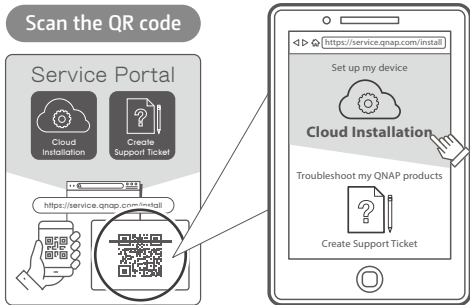 Scan the QR code
Service Portal
Cloud
Installation
Create
Support Ticket
https://service.qnap.com/install
https://service.qnap.com/install
Set up my device
Cloud Installation
Troubleshoot my QNAP products
Create Support Ticket